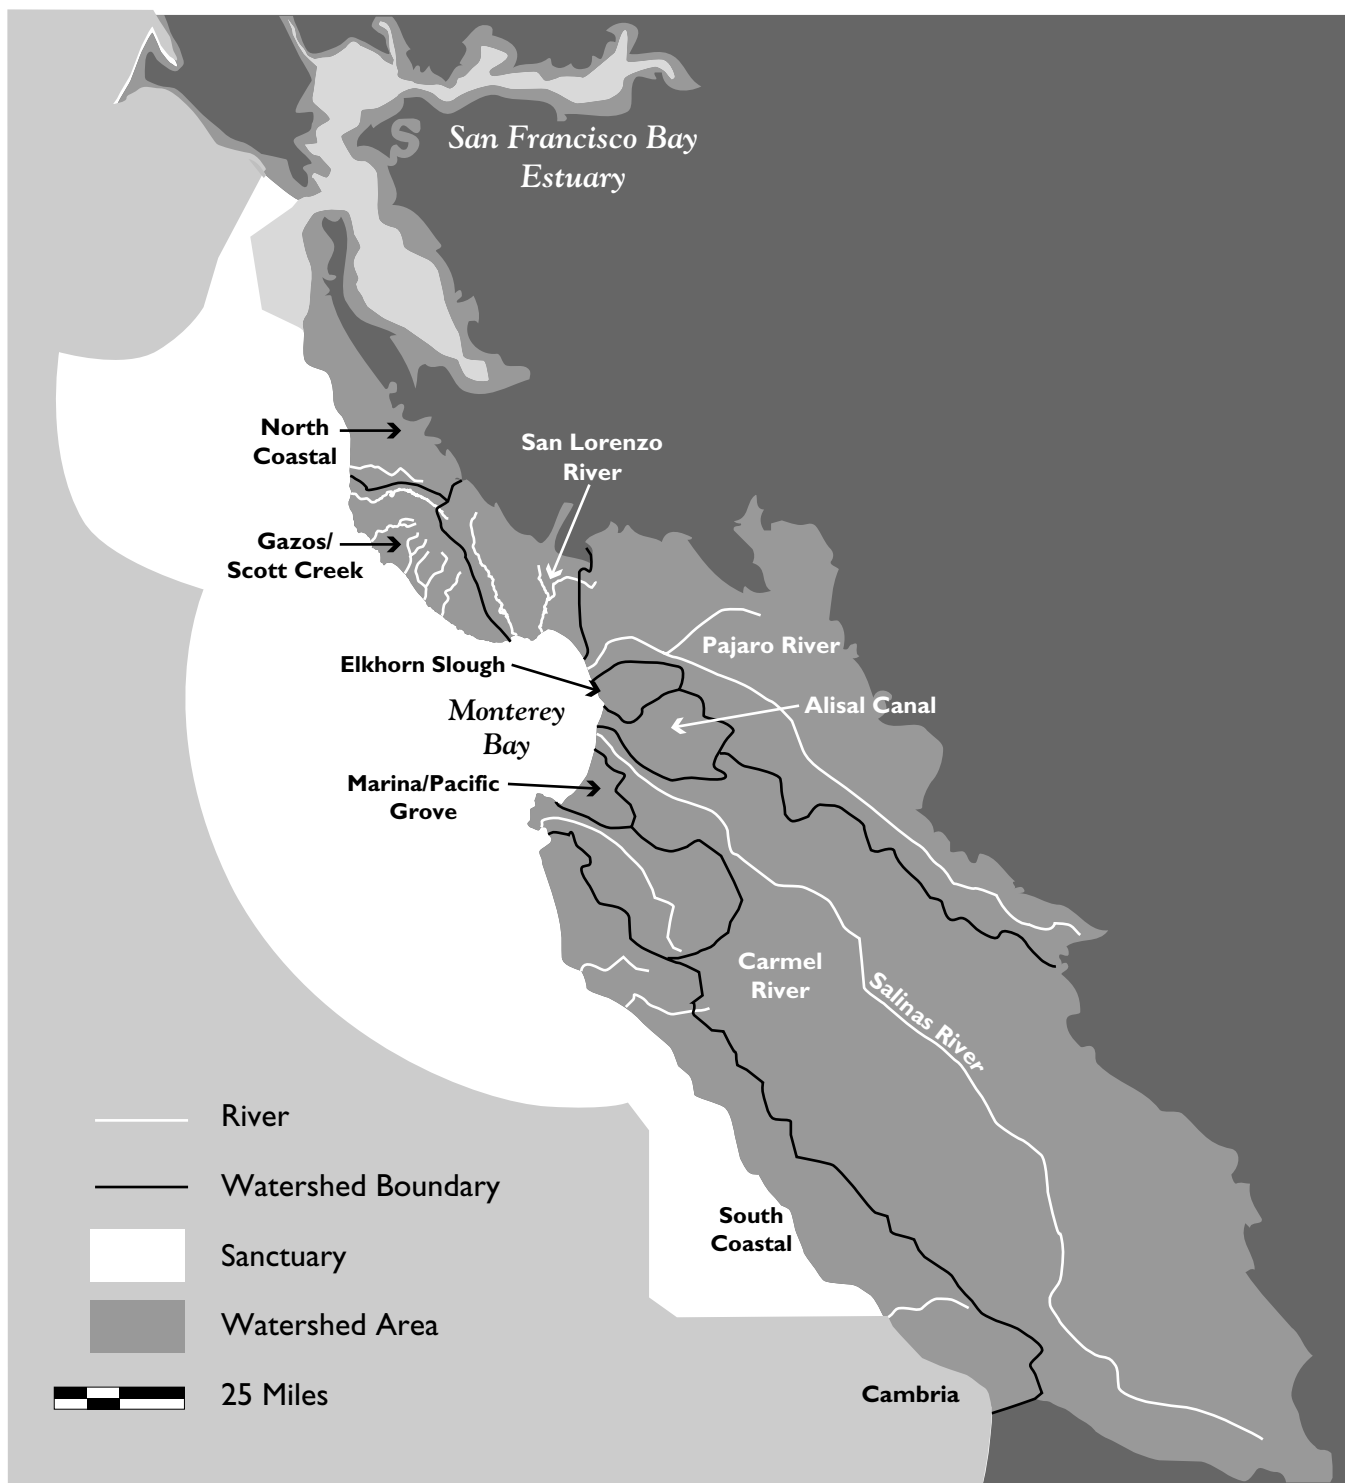 San Francisco Bay
Estuary
North
Coastal
San Lorenzo
River
Gazos/
Scott Creek
Pajaro River
Elkhorn Slough
Alisal Canal
Monterey
Bay
Marina/Pacific
Grove
Carmel
River
Salinas River
River
Watershed Boundary
South
Coastal
Sanctuary
Watershed Area
25 Miles
Cambria